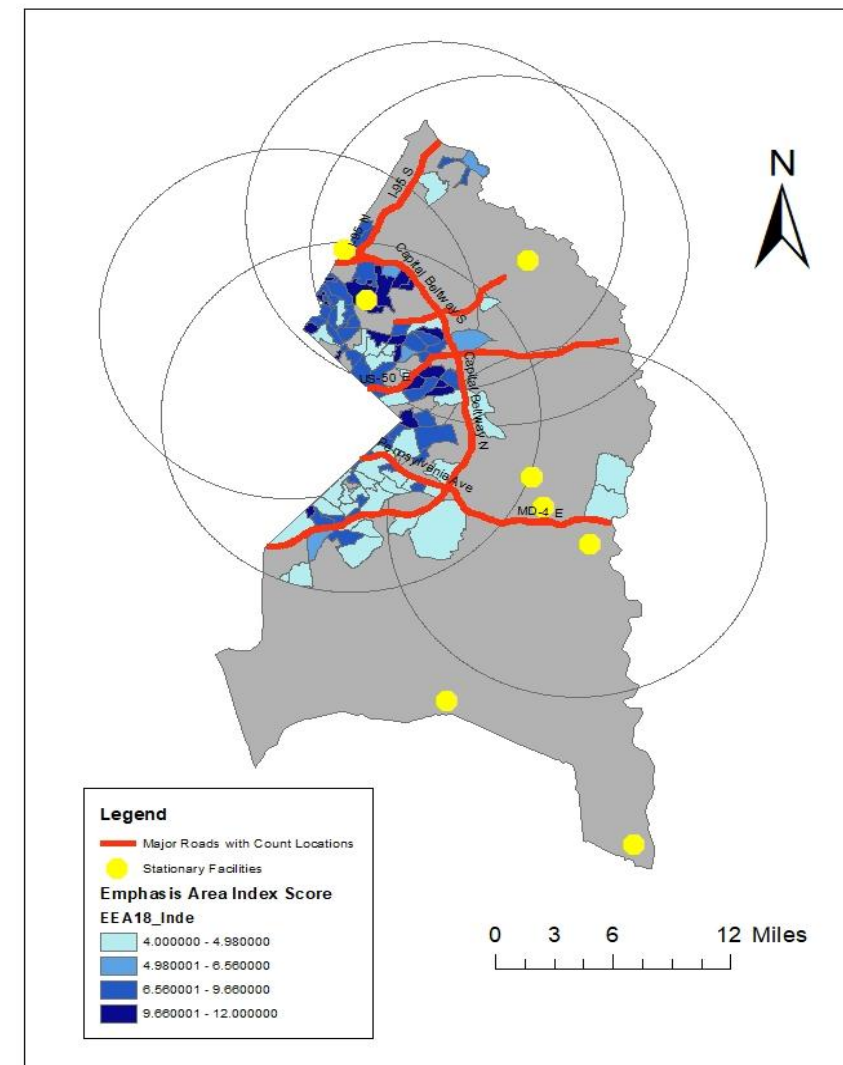 N
I-95 S
I-95 N
Capital Beltway S
US-50 E
Capital Beltway N
Pennsylvania Ave
MD-4 E
Legend
Major Roads with Count Locations
Stationary Facilities
Emphasis Area Index Score
EEA18_Inde
4.000000 - 4.980000
4.980001 - 6.560000
6.560001 - 9.660000
9.660001 - 12.000000
0 3 6 12 Miles